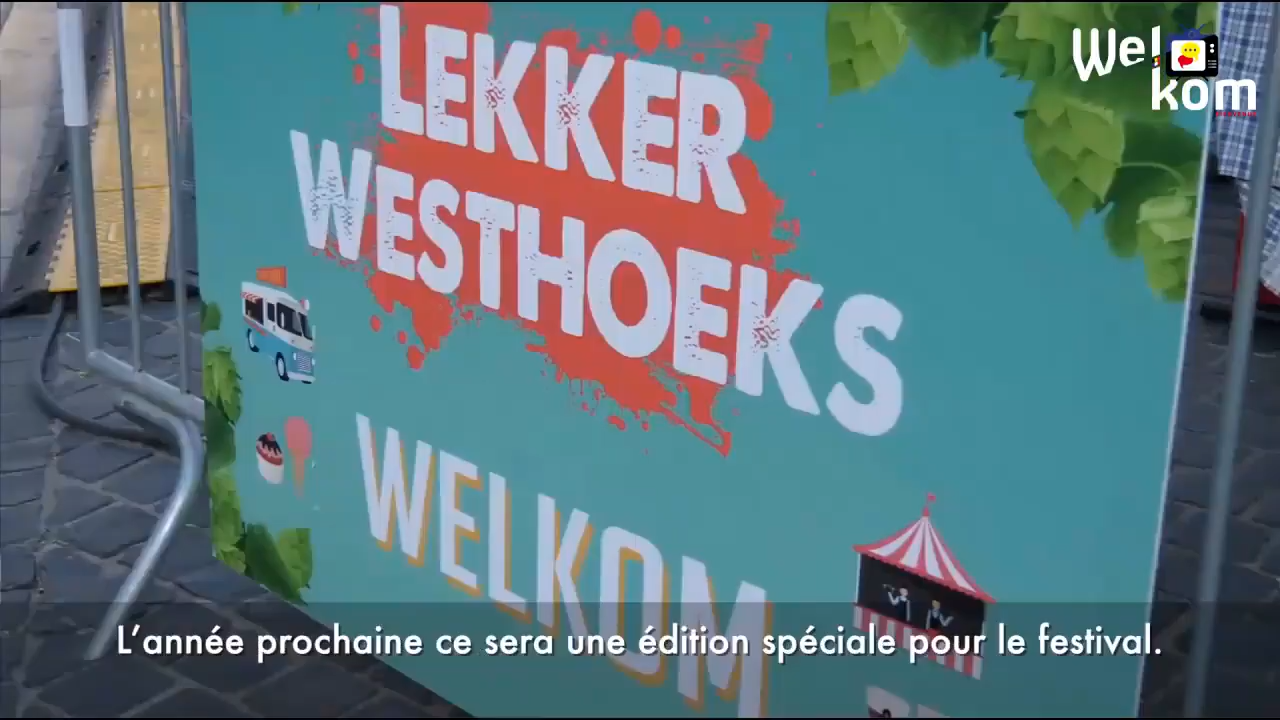 LEKKER
WESTHOEKS
WELKOM
Wel
kom
L'année prochaine ce sera une édition spéciale pour le festival.